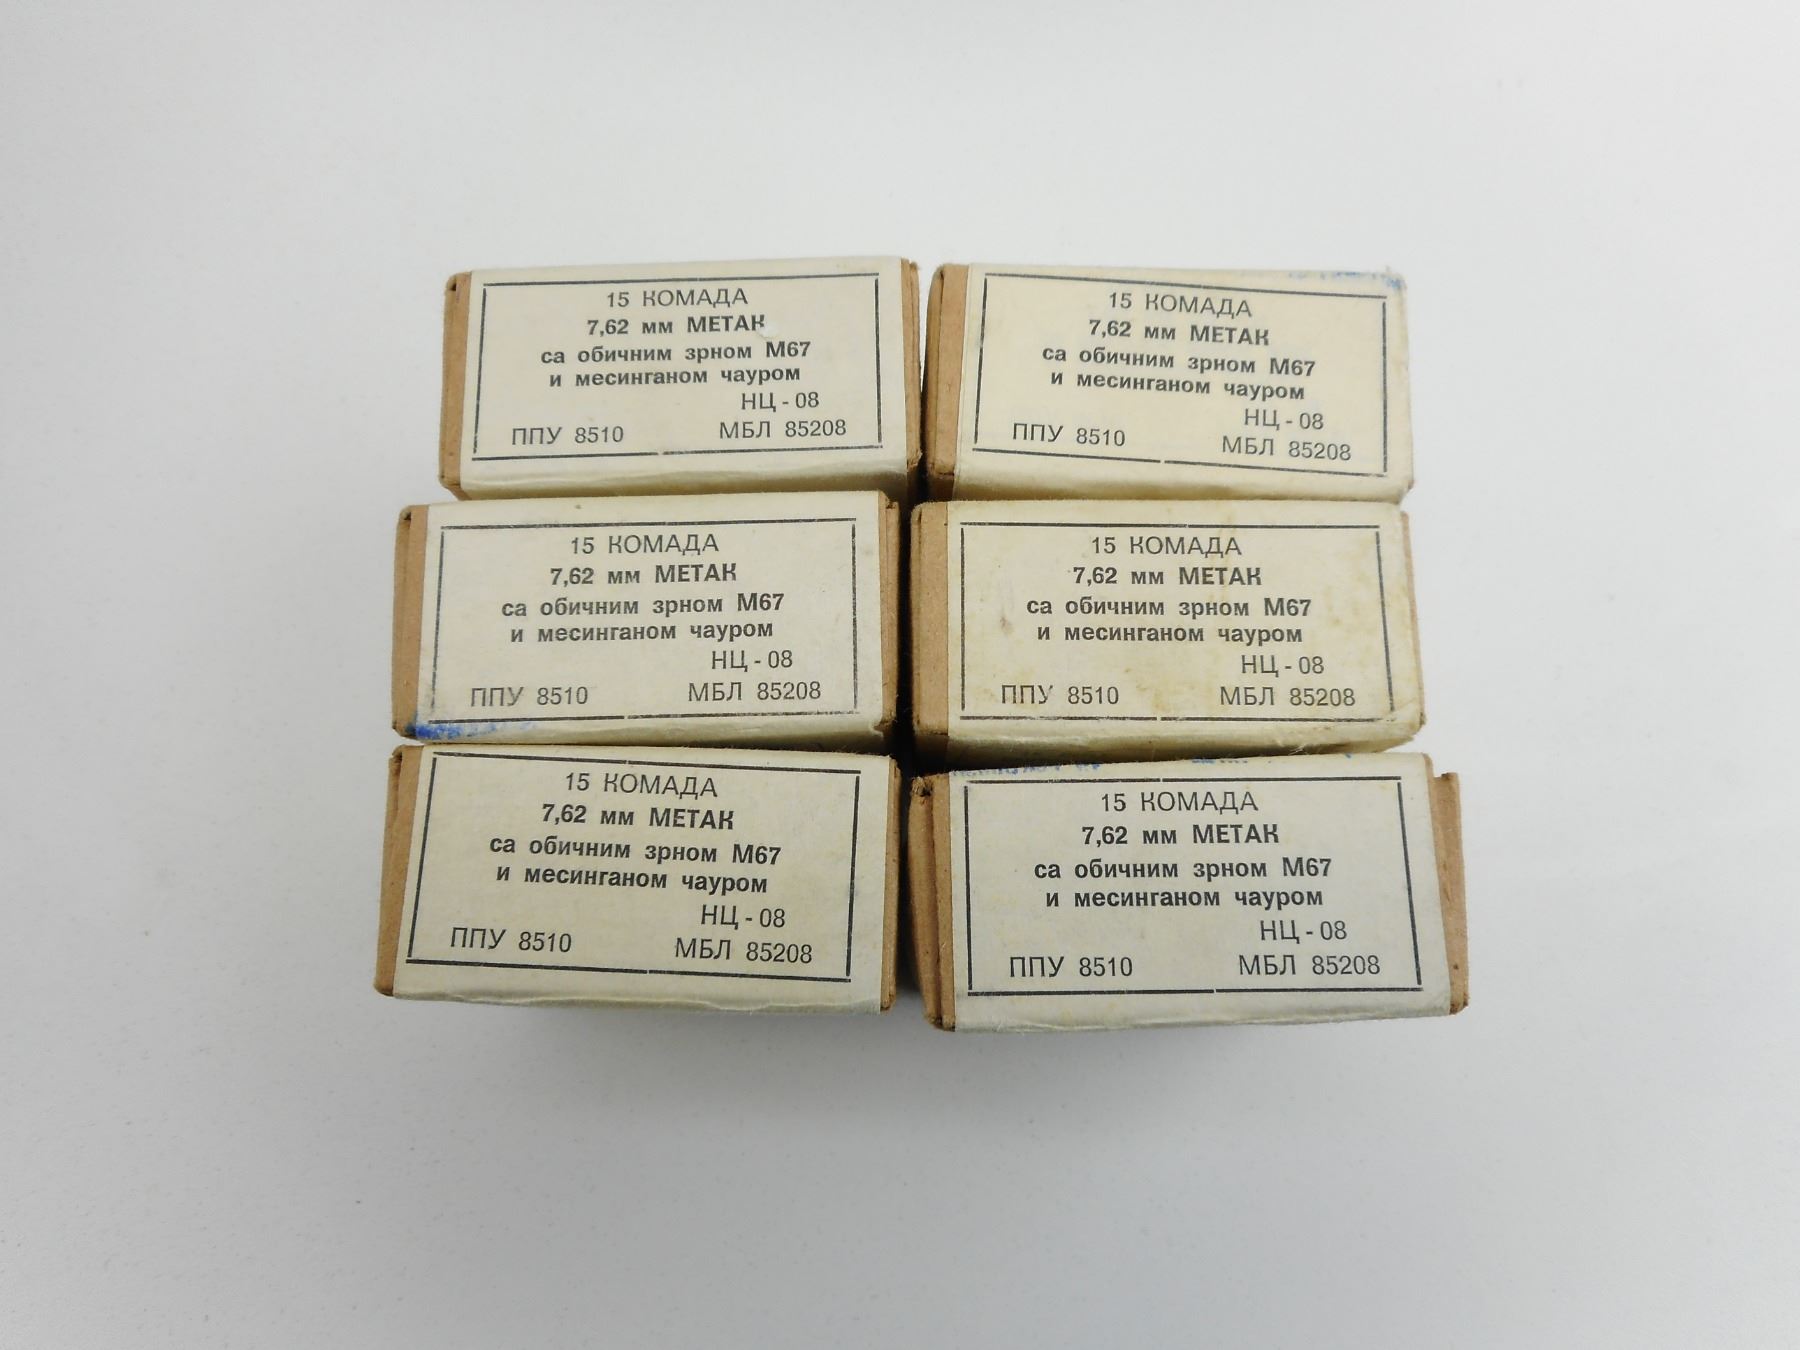 15 КОМАДА
7,62 мм МЕТАК
са обичним зрном М67
и месинганом чауром
НЦ - 08
ППУ 8510 МБЛ 85208
15 КОМАДА
7,62 мм МЕТАК
са обичним зрном М67
и месинганом чауром
НЦ - 08
ППУ 8510 МБЛ 85208
15 КОМАДА
7,62 мм МЕТАК
са обичним зрном М67
и месинганом чауром
НЦ - 08
ППУ 8510 МБЛ 85208
15 КОМАДА
7,62 мм МЕТАК
са обичним зрном М67
и месинганом чауром
НЦ - 08
ППУ 8510 МБЛ 85208
15 КОМАДА
7,62 мм МЕТАК
са обичним зрном М67
и месинганом чауром
НЦ - 08
ППУ 8510 МБЛ 85208
15 КОМАДА
7,62 мм МЕТАК
са обичним зрном М67
и месинганом чауром
НЦ - 08
ППУ 8510 МБЛ 85208